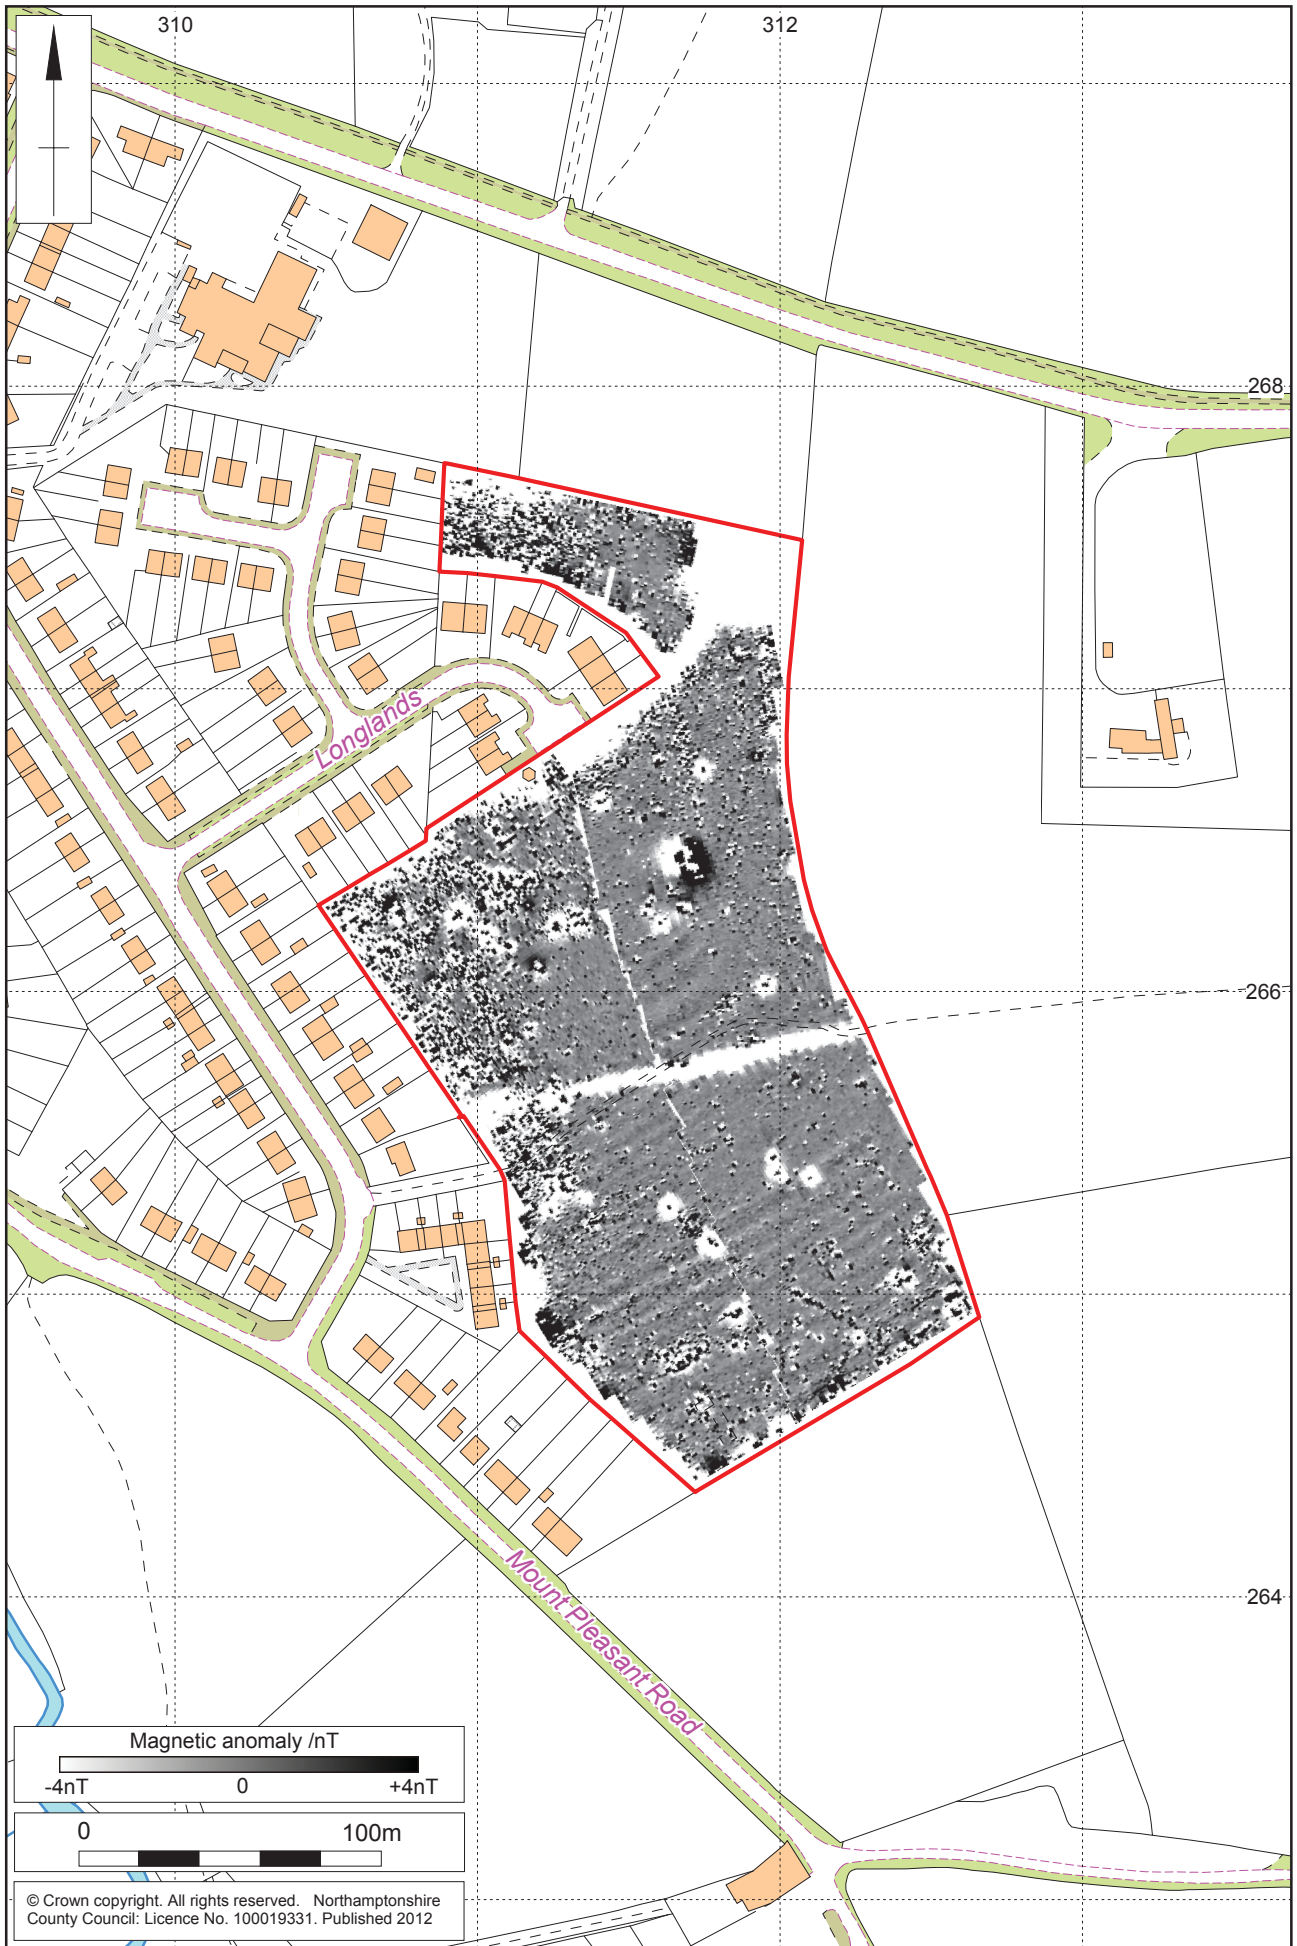 310
312
268
Longlands
266
264
Mount Pleasant Road
Magnetic anomaly /nT
-4nT 0 +4nT
0 100m
© Crown copyright. All rights reserved. Northamptonshire
County Council: Licence No. 100019331. Published 2012